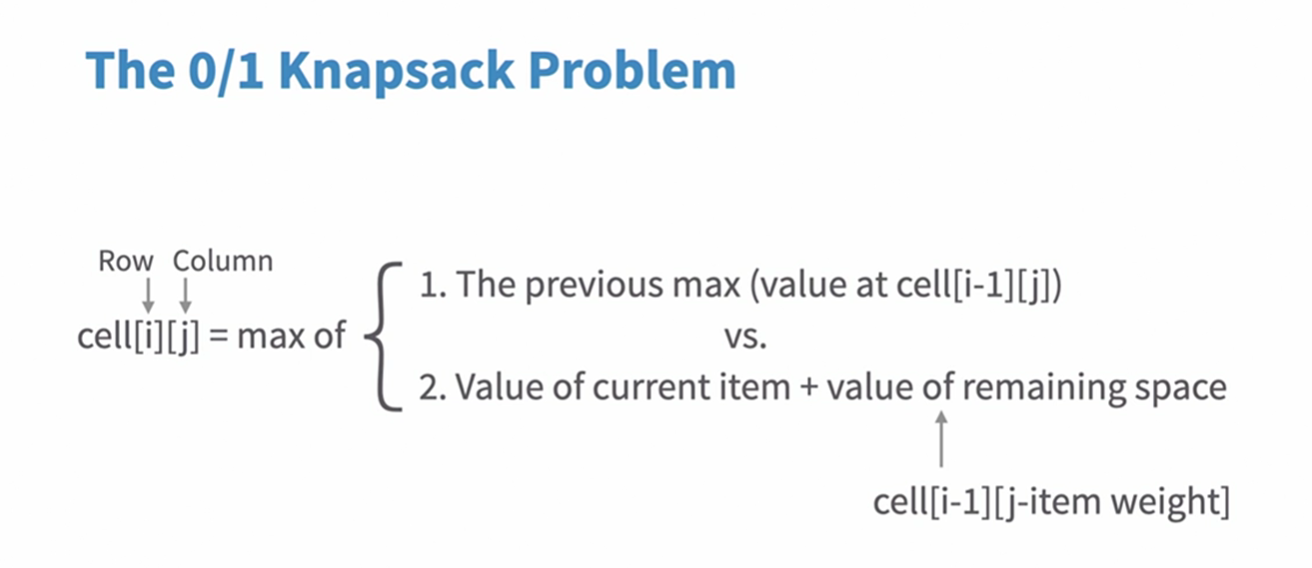 The 0/1 Knapsack Problem
Row Column
cell[i][j] = max of
1. The previous max (value at cell[i-1][j])
vs.
2. Value of current item + value of remaining space
cell[i-1][j-item weight]